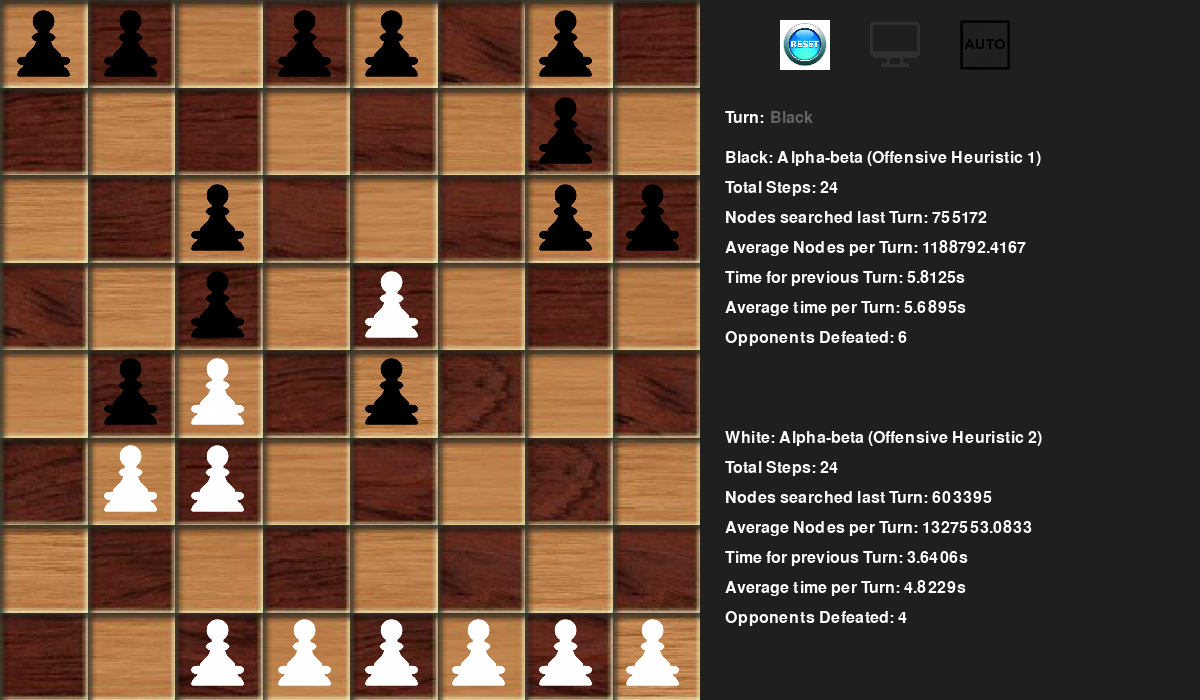 RESET
AUTO
Turn: Black
Black: Alpha-beta (Offensive Heuristic 1)
Total Steps: 24
Nodes searched last Turn: 755172
Average Nodes per Turn: 1188792.4167
Time for previous Turn: 5.8125s
Average time per Turn: 5.6895s
Opponents Defeated: 6
White: Alpha-beta (Offensive Heuristic 2)
Total Steps: 24
Nodes searched last Turn: 603395
Average Nodes per Turn: 1327553.0833
Time for previous Turn: 3.6406s
Average time per Turn: 4.8229s
Opponents Defeated: 4